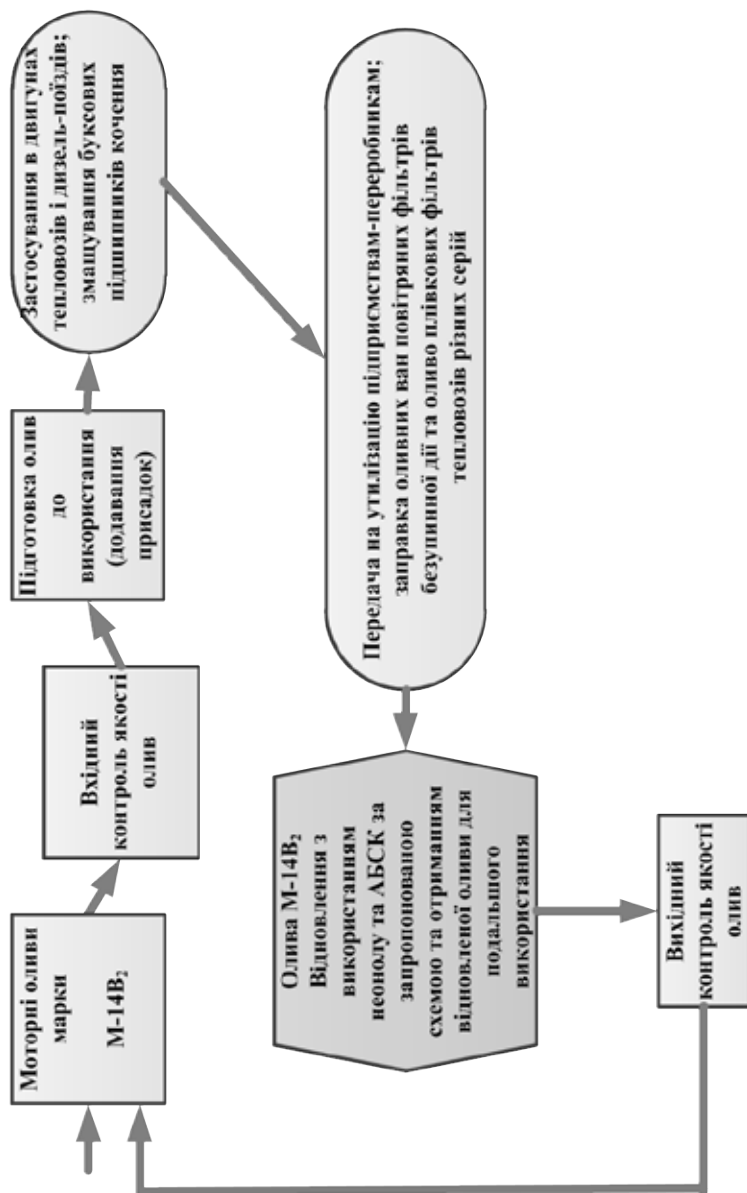 Моторні оливи
марки
М-14В₂
Вхідний
контроль якості
олив
Підготовка олив
до
використання
(додавання
присадок)
Застосування в двигунах
тепловозів і дизель-поїздів;
змащування буксових
підшипників кочення
Передача на утилізацію підприємствам-переробникам;
заправка оливних ван повітряних фільтрів
безупинної дії та оливо плівкових фільтрів
тепловозів різних серій
Олива М-14В₂
Відновлення з
використанням
неонолу та АБСК за
запропонованою
схемою та отриманням
відновленої оливи для
подальшого
використання
Вихідний
контроль якості
олив